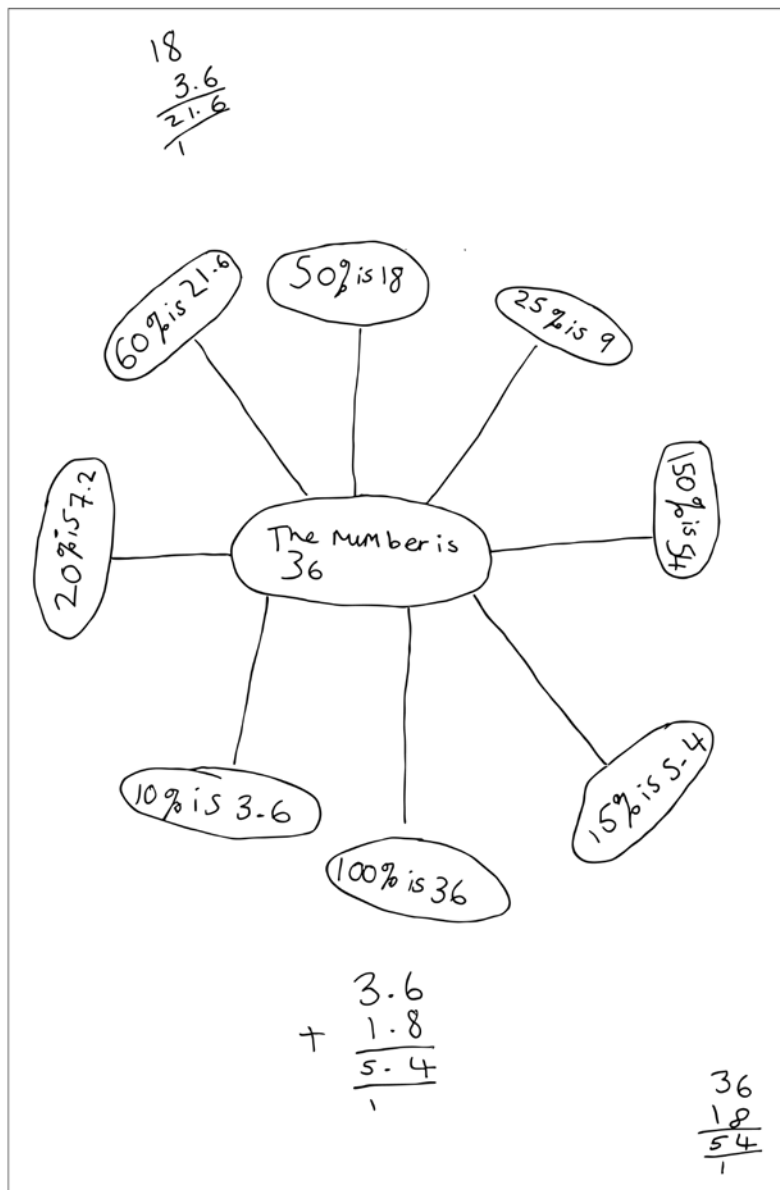 18
3.6
21.6
1
60% is 21.6
50% is 18
25% is 9
20% is 7.2
The number is
36
150% is 54
10% is 3.6
100% is 36
15% is 5.4
3.6
+ 1.8
5.4
1
36
18
54
1